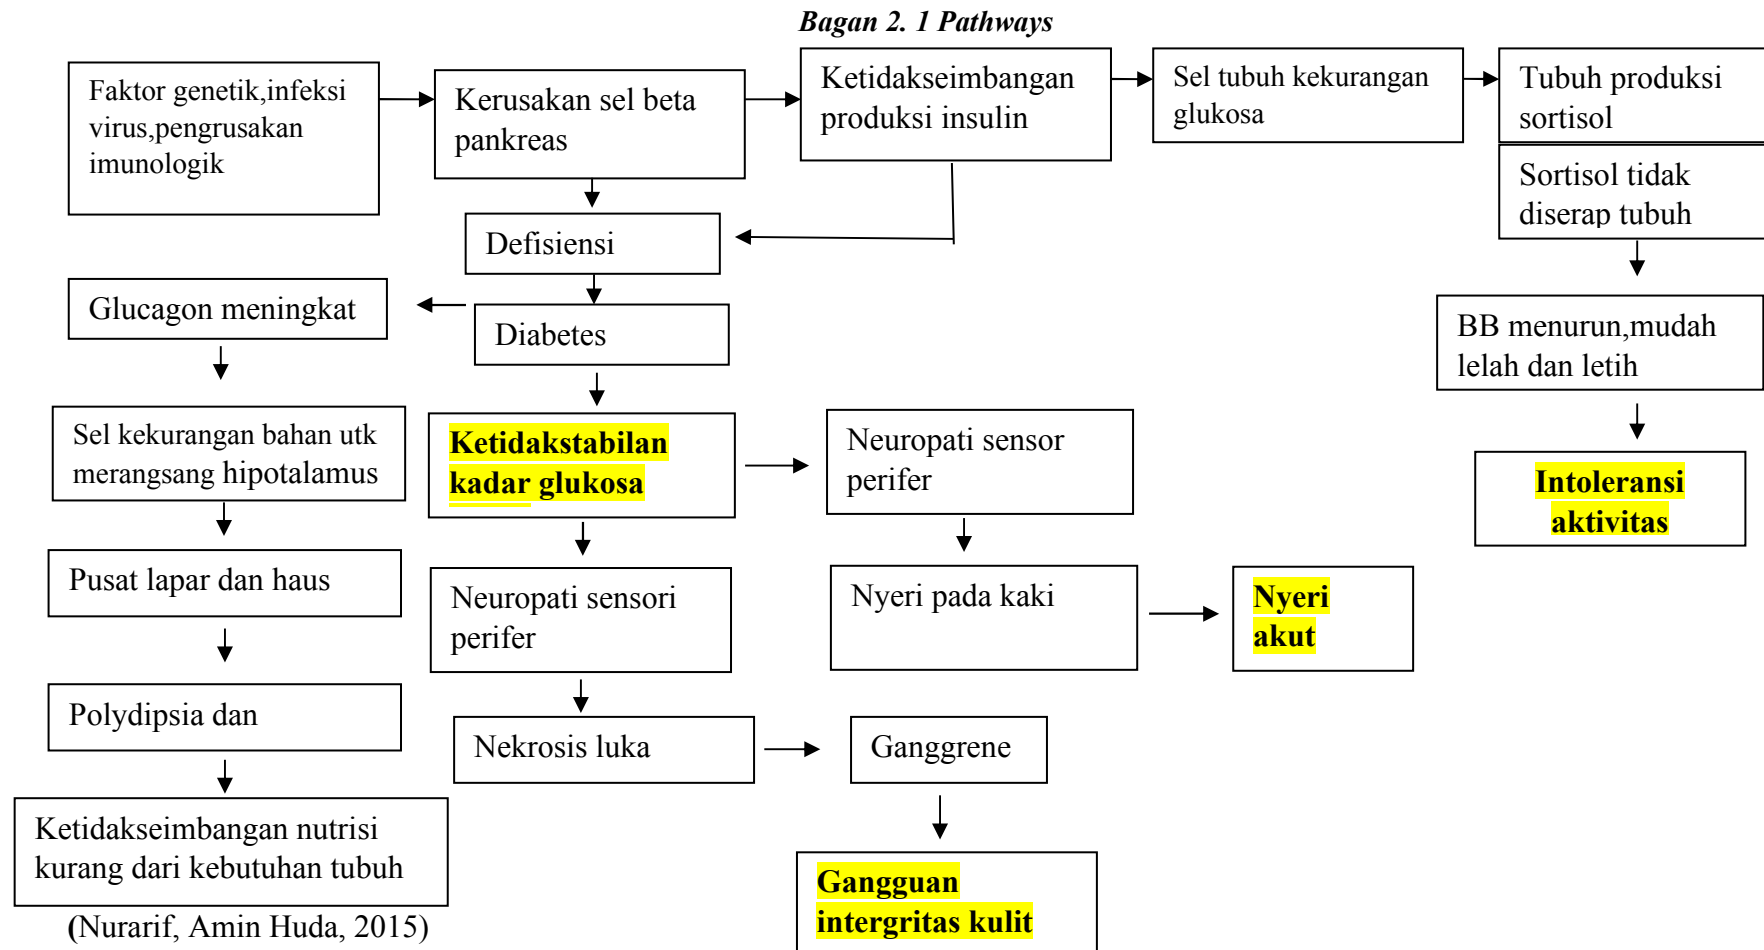 Bagan 2. 1 Pathways
Faktor genetik,infeksi
virus,pengrusakan
imunologik
Kerusakan sel beta
pankreas
Ketidakseimbangan
produksi insulin
Sel tubuh kekurangan
glukosa
Tubuh produksi
sortisol
Sortisol tidak
diserap tubuh
Defisiensi
Glucagon meningkat
Diabetes
BB menurun,mudah
lelah dan letih
Sel kekurangan bahan utk
merangsang hipotalamus
Ketidakstabilan
kadar glukosa
Neuropati sensor
perifer
Intoleransi
aktivitas
Pusat lapar dan haus
Neuropati sensori
perifer
Nyeri pada kaki
Nyeri
akut
Polydipsia dan
Nekrosis luka
Ganggrene
Ketidakseimbangan nutrisi
kurang dari kebutuhan tubuh
Gangguan
intergritas kulit
(Nurarif, Amin Huda, 2015)